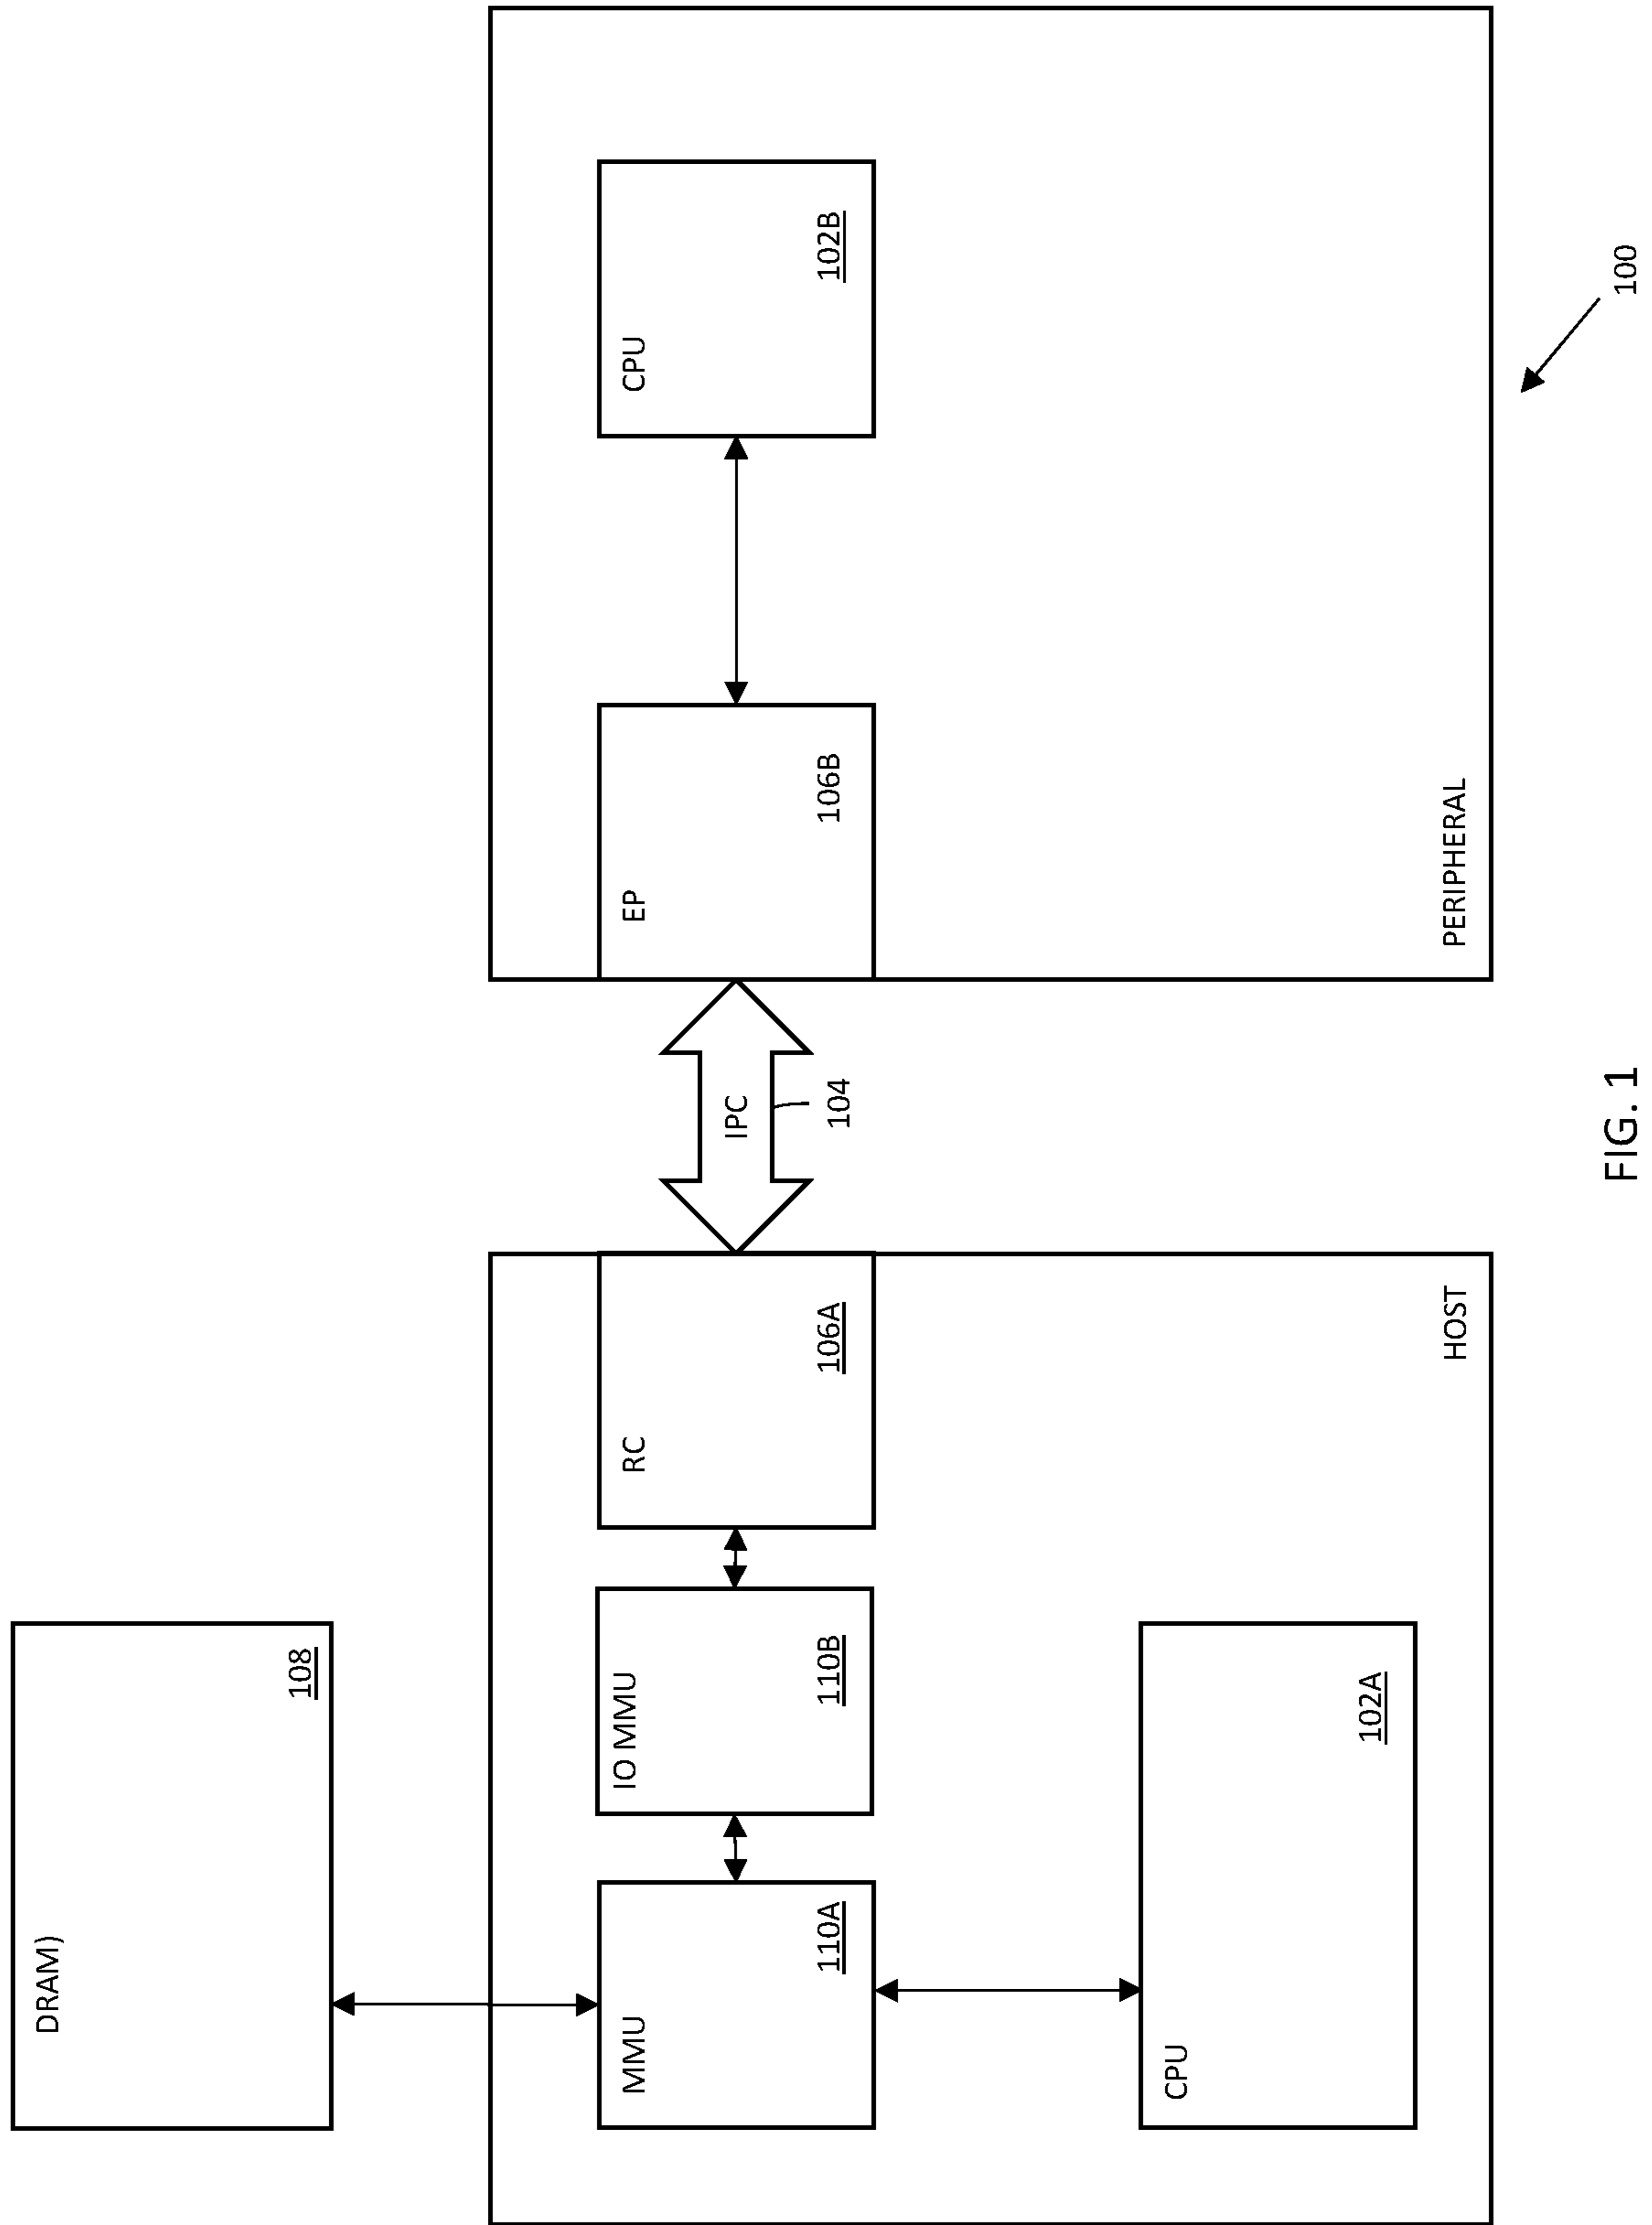 DRAM)
108
MMU
110A
IO MMU
110B
RC
106A
IPC
104
EP
106B
CPU
102B
CPU
102A
HOST
PERIPHERAL
100
FIG. 1